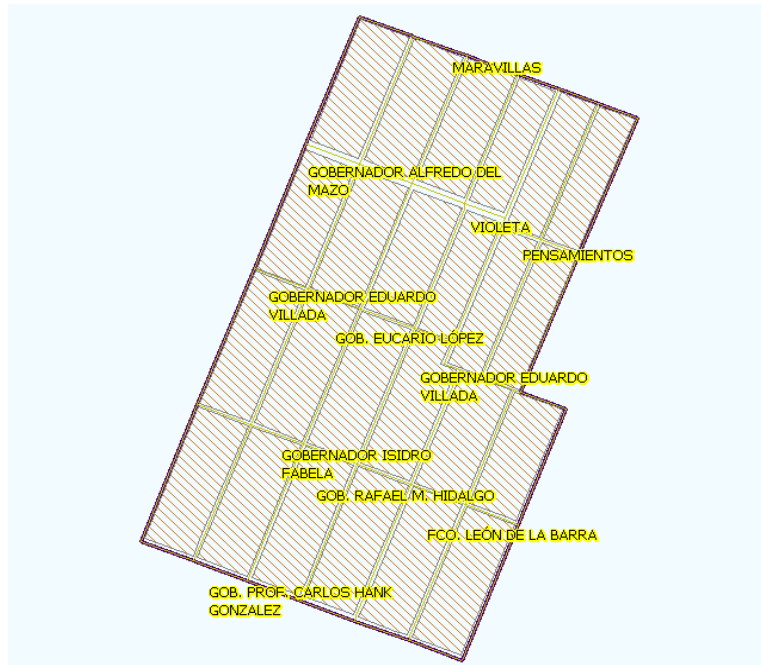 MARAVILLAS
GOBERNADOR ALFREDO DEL
MAZO
VIOLETA
PENSAMIENTOS
GOBERNADOR EDUARDO
VILLADA
GOB. EUCARIO LÓPEZ
GOBERNADOR EDUARDO
VILLADA
GOBERNADOR ISIDRO
FABELA
GOB. RAFAEL M. HIDALGO
FCO. LEÓN DE LA BARRA
GOB. PROF. CARLOS HANK
GONZALEZ